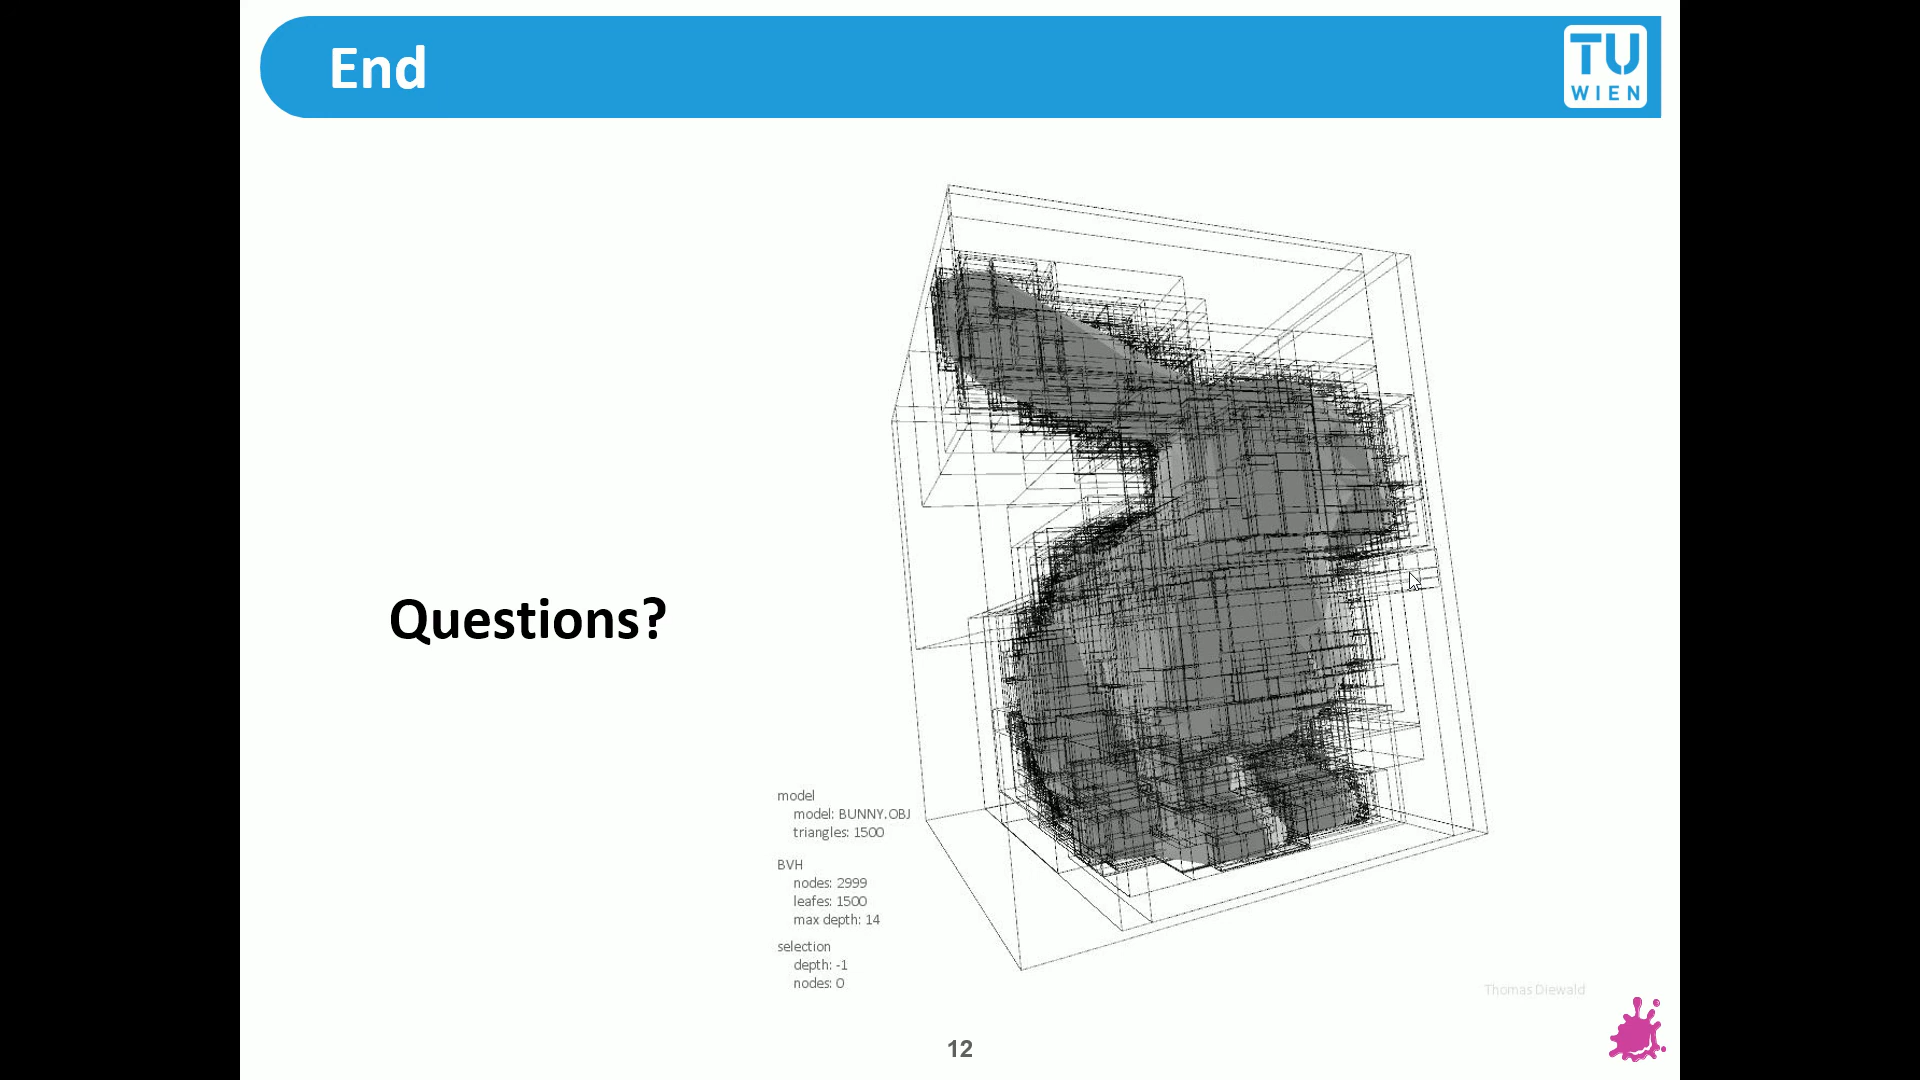 End
TU
WIEN
Questions?
model
model: BUNNY.OBJ
triangles: 1500
BVH
nodes: 2999
leafes: 1500
max depth: 14
selection
depth: -1
nodes: 0
Thomas Diewald
12